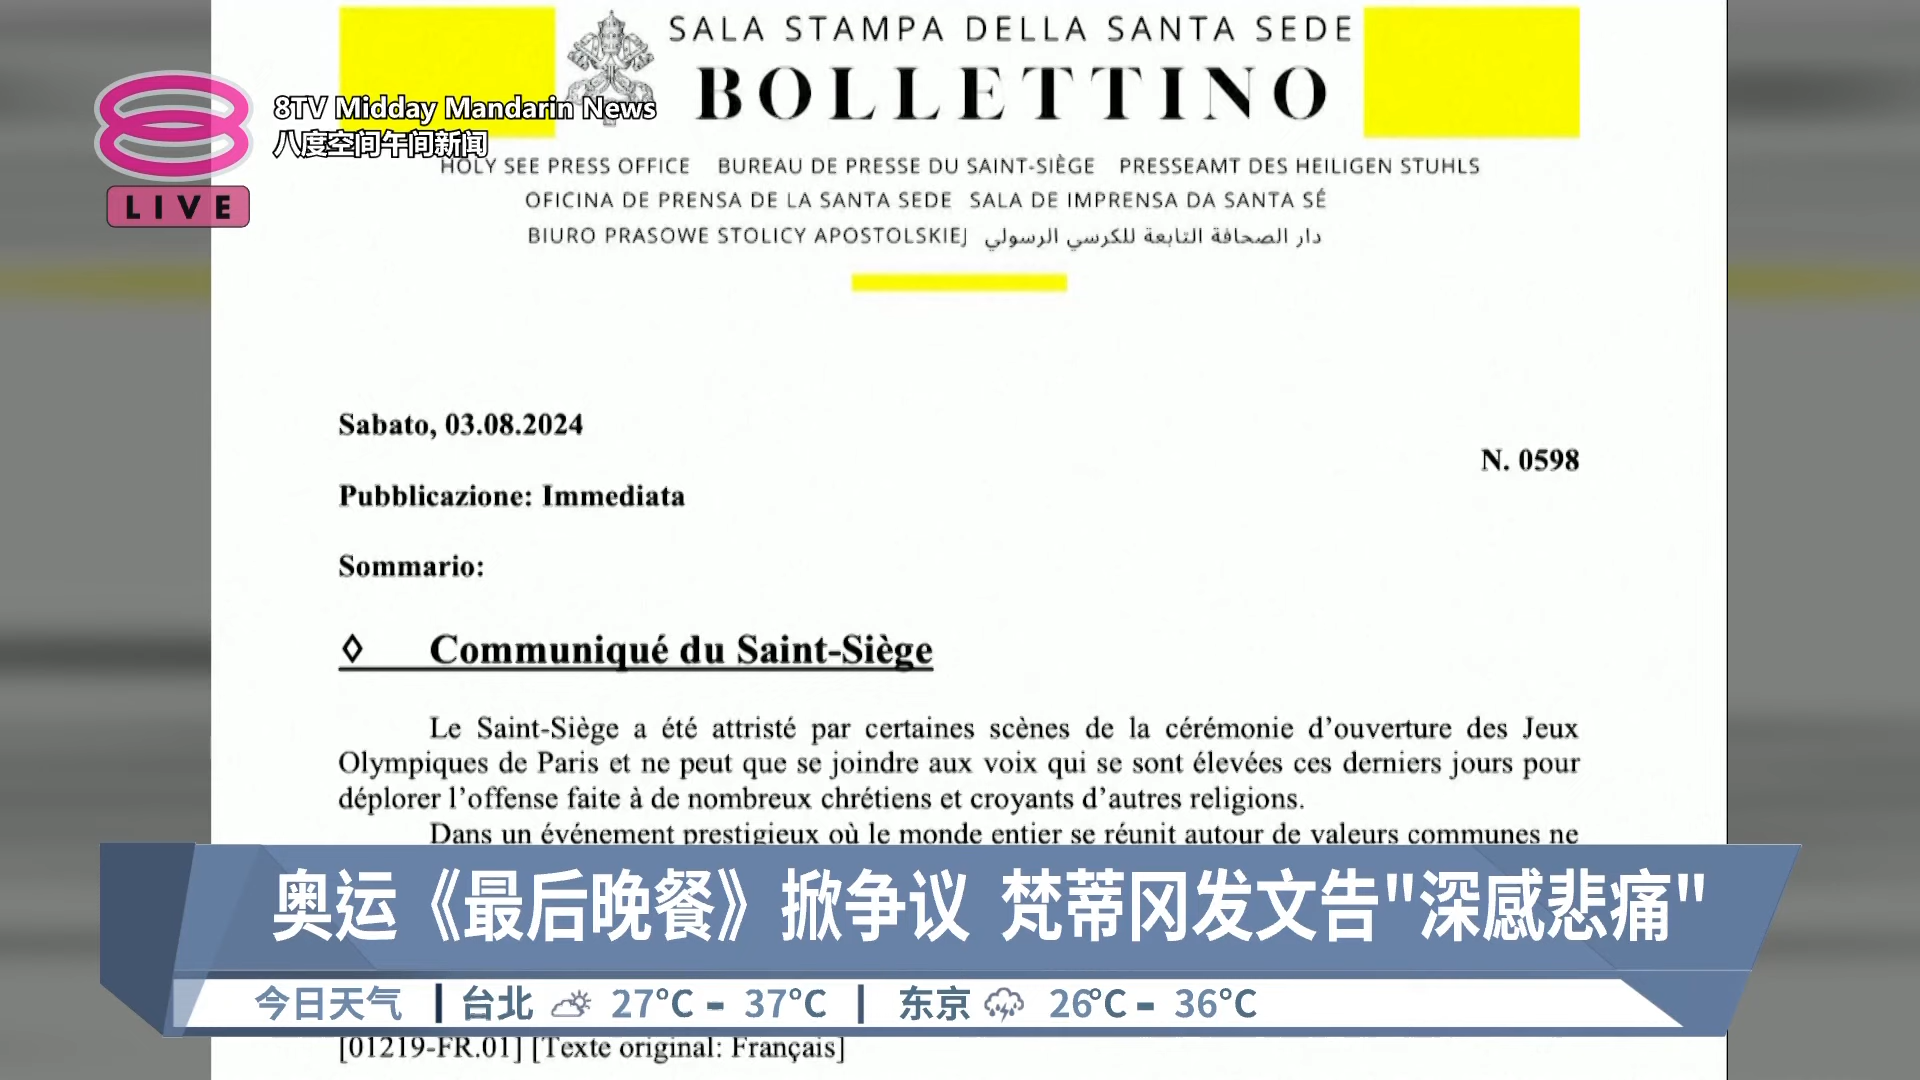 SALA STAMPA DELLA SANTA SEDE
BOLLETTINO
8TV Midday Mandarin News
八度空间午间新闻
LIVE
HOLY SEE PRESS OFFICE BUREAU DE PRESSE DU SAINT-SIÈGE PRESSEAMT DES HEILIGEN STUHLS
OFICINA DE PRENSA DE LA SANTA SEDE SALA DE IMPRENSA DA SANTA SÉ
BIURO PRASOWE STOLICY APOSTOLSKIEJ دار الصحافة التابعة للكرسي الرسولي
Sabato, 03.08.2024
N. 0598
Pubblicazione: Immediata
Sommario:
◊ Communiqué du Saint-Siège
Le Saint-Siège a été attristé par certaines scènes de la cérémonie d’ouverture des Jeux
Olympiques de Paris et ne peut que se joindre aux voix qui se sont élevées ces derniers jours pour
déplorer l’offense faite à de nombreux chrétiens et croyants d’autres religions.
Dans un événement prestigieux où le monde entier se réunit autour de valeurs communes ne
奥运《最后晚餐》掀争议 梵蒂冈发文告"深感悲痛"
今日天气 | 台北 27°C - 37°C | 东京 26°C - 36°C
[01219-FR.01] [Texte original: Français]